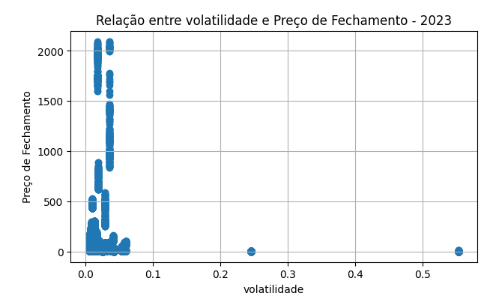 Relação entre volatilidade e Preço de Fechamento - 2023
Preço de Fechamento
2000
1500
1000
500
0
0.0 0.1 0.2 0.3 0.4 0.5
volatilidade